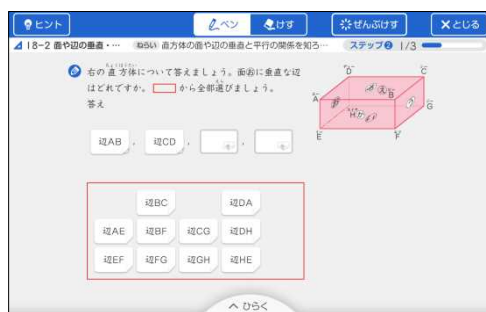 ヒント
ペン
けす
ぜんぶけす
×とじる
18-2 面や辺の垂直・…
ねらい 直方体の面や辺の垂直と平行の関係を知ろ…
ステップ❷ 1/3
右の直方体について答えましょう。面あに垂直な辺
はどれですか。 から全部選びましょう。
答え
辺AB , 辺CD , ,
辺BC 辺DA
辺AE 辺BF 辺CG 辺DH
辺EF 辺FG 辺GH 辺HE
D C
A B
H G
E F
ひらく